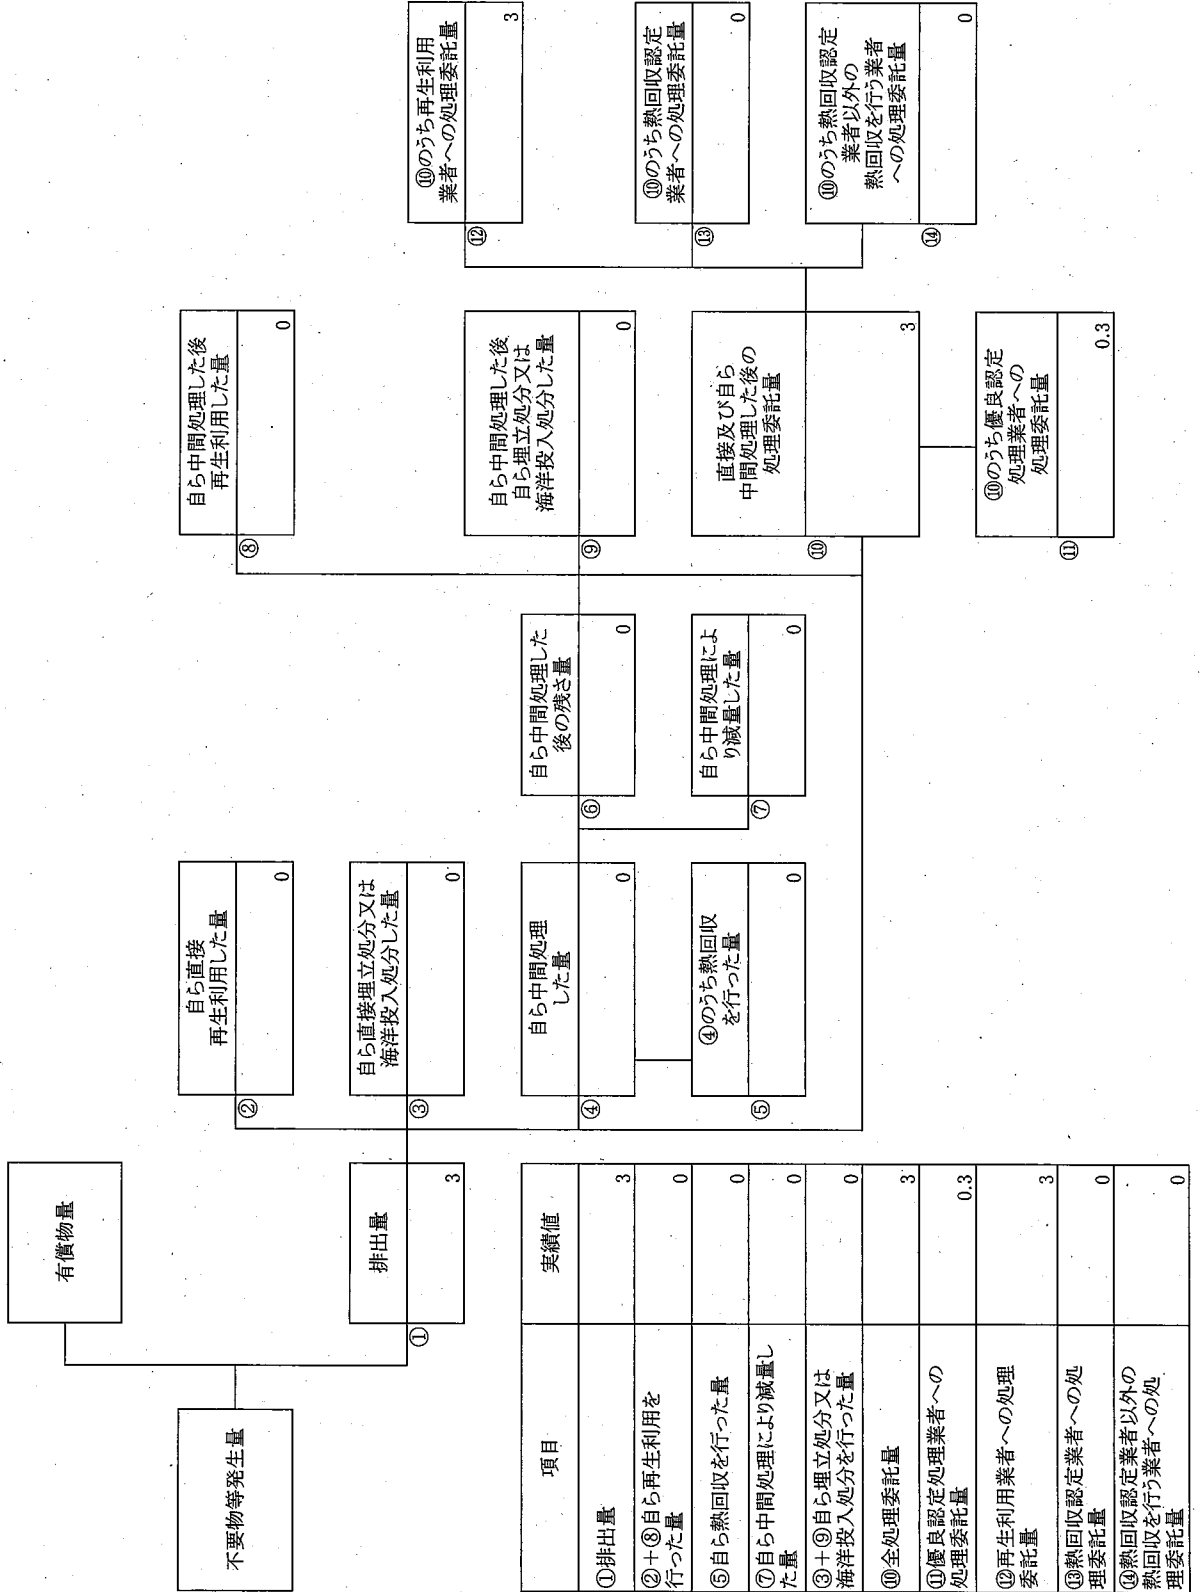 不要物等発生量
有償物量
①
排出量
3
②
自ら直接
再生利用した量
0
③
自ら直接埋立処分又は
海洋投入処分した量
0
④
自ら中間処理
した量
0
⑤
④のうち熱回収
を行った量
0
⑥
自ら中間処理した
後の残さ量
0
⑦
自ら中間処理によ
り減量した量
0
⑧
自ら中間処理した後
再生利用した量
0
⑨
自ら中間処理した後
自ら埋立処分又は
海洋投入処分した量
0
⑩
直接及び自ら
中間処理した後の
処理委託量
3
⑪
⑩のうち優良認定
処理業者への
処理委託量
0.3
⑫
⑩のうち再生利用
業者への処理委託量
3
⑬
⑩のうち熱回収認定
業者への処理委託量
0
⑭
⑩のうち熱回収認定
業者以外の
熱回収を行う業者
への処理委託量
0
項目 実績値
①排出量 3
②+⑧自ら再生利用を
行った量 0
⑤自ら熱回収を行った量 0
⑦自ら中間処理により減量し
た量 0
③+⑨自ら埋立処分又は
海洋投入処分を行った量 0
⑩全処理委託量 3
⑪優良認定処理業者への
処理委託量 0.3
⑫再生利用業者への処理
委託量 3
⑬熱回収認定業者への処
理委託量 0
⑭熱回収認定業者以外の
熱回収を行う業者への処
理委託量 0